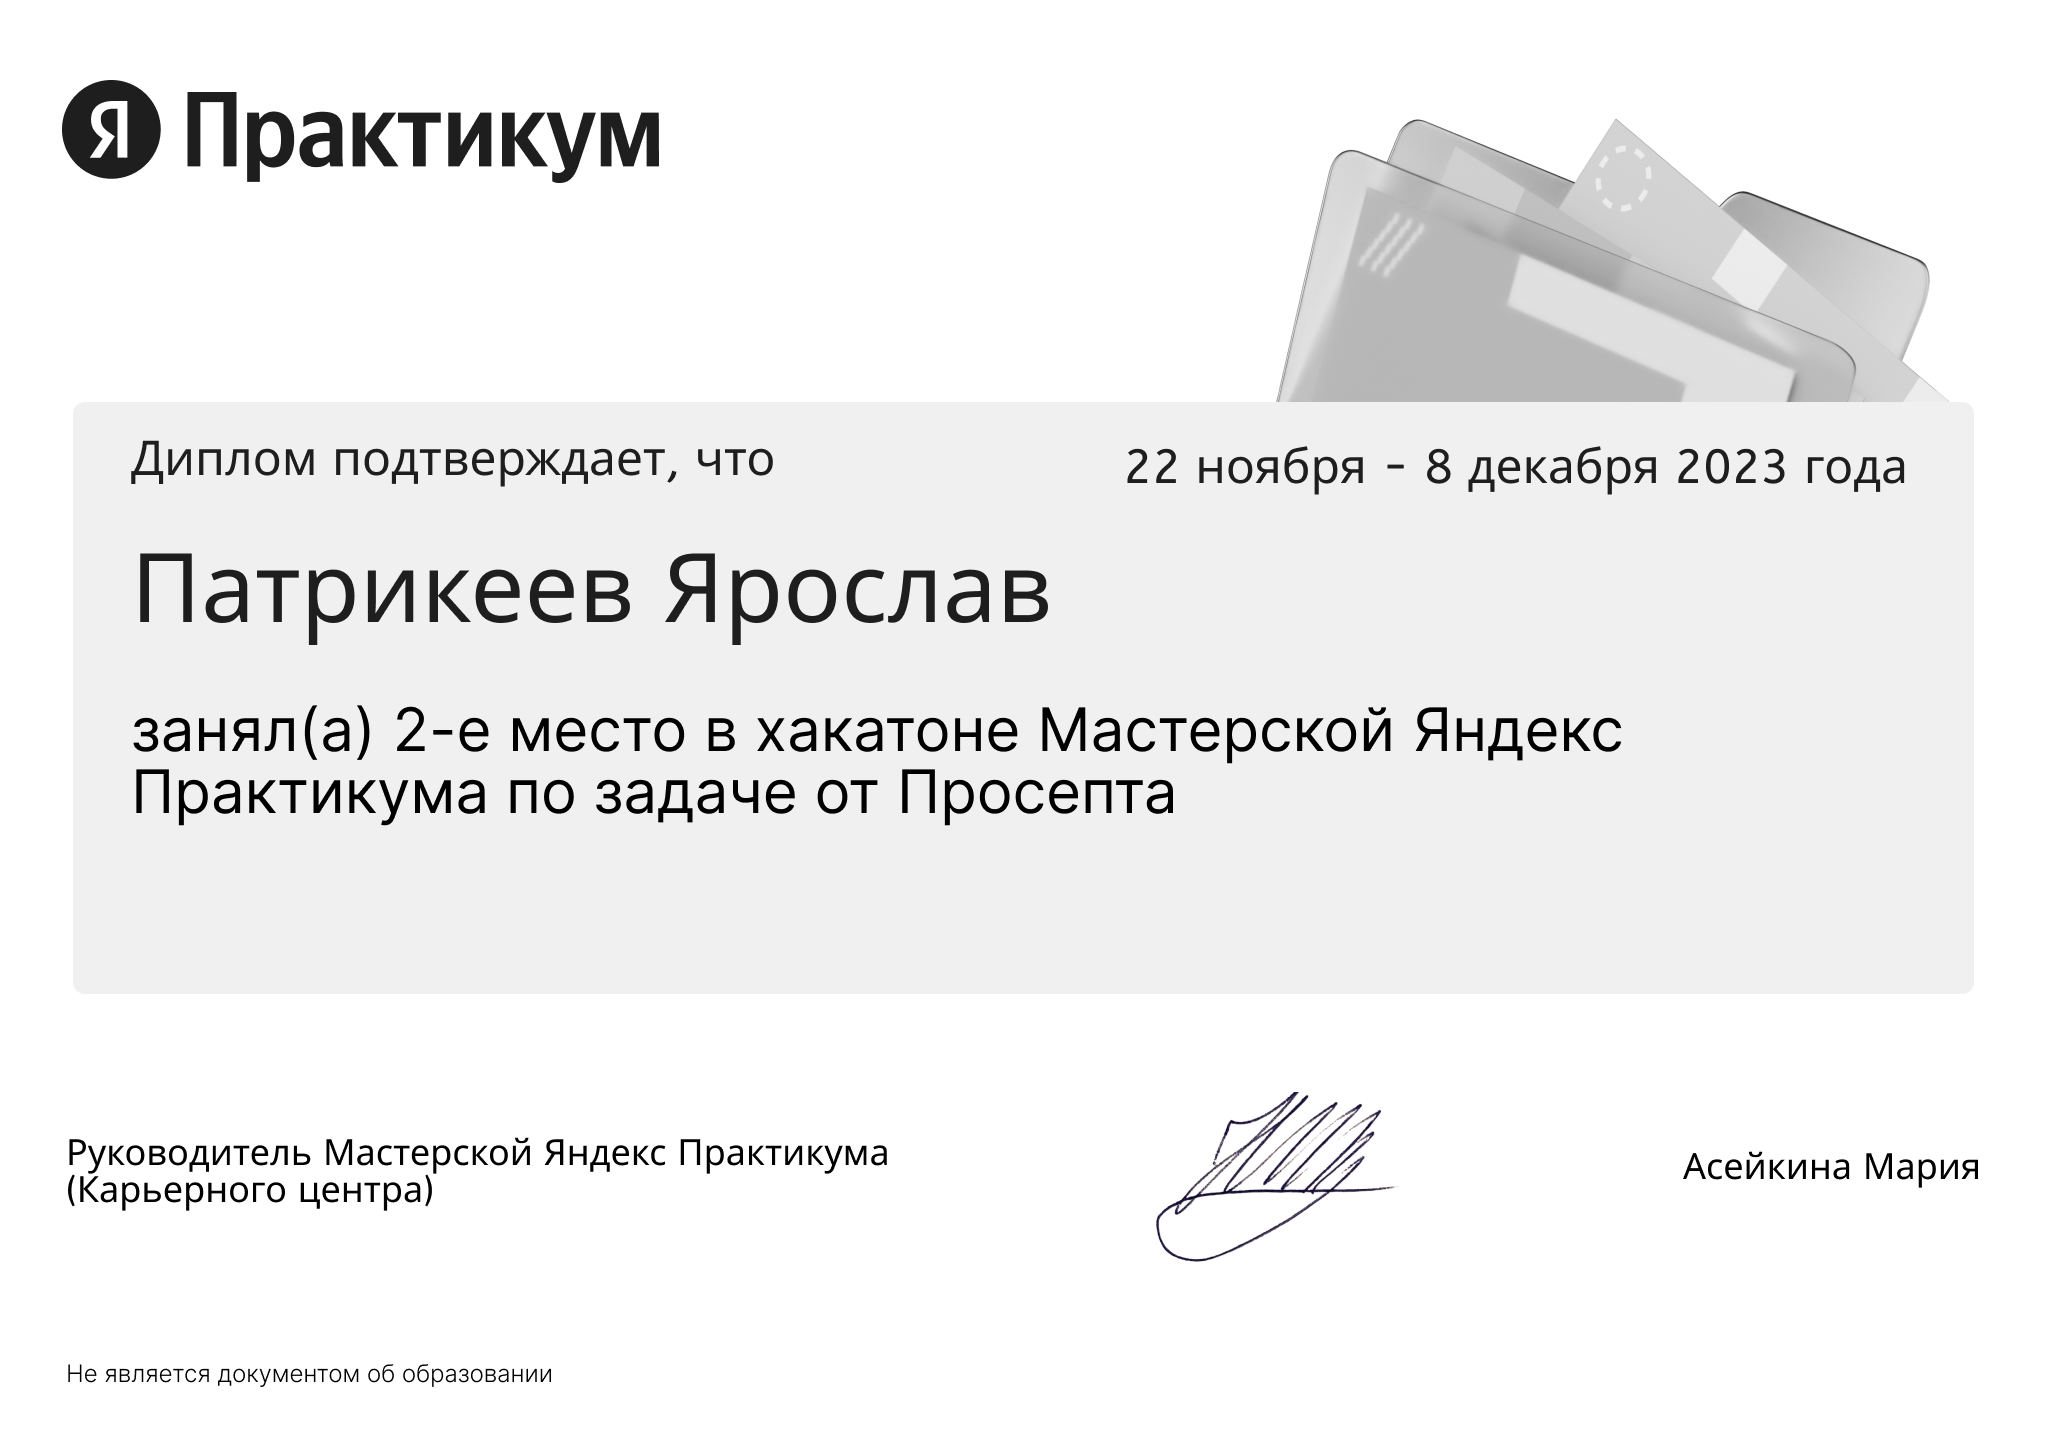 Я Практикум
Диплом подтверждает, что
22 ноября - 8 декабря 2023 года
Патрикеев Ярослав
занял(а) 2-е место в хакатоне Мастерской Яндекс
Практикума по задаче от Просепта
Руководитель Мастерской Яндекс Практикума
(Карьерного центра)
Асейкина Мария
Не является документом об образовании